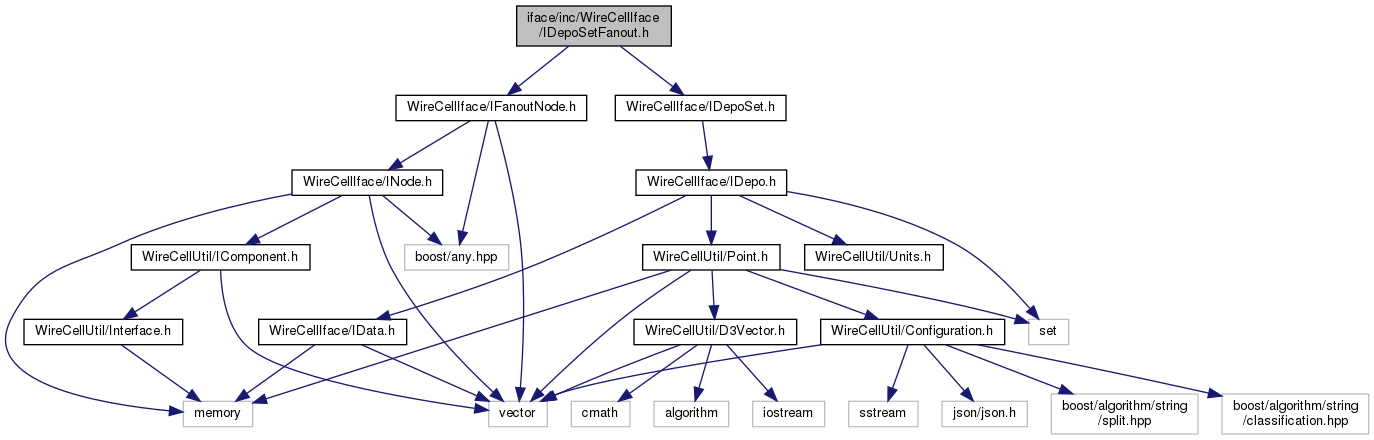 iface/inc/WireCellIface
/IDepoSetFanout.h
WireCellIface/IFanoutNode.h
WireCellIface/IDepoSet.h
WireCellIface/INode.h
WireCellIface/IDepo.h
WireCellUtil/IComponent.h
boost/any.hpp
WireCellUtil/Point.h
WireCellUtil/Units.h
WireCellUtil/Interface.h
WireCellIface/IData.h
WireCellUtil/D3Vector.h
WireCellUtil/Configuration.h
set
memory
vector
cmath
algorithm
iostream
sstream
json/json.h
boost/algorithm/string
/split.hpp
boost/algorithm/string
/classification.hpp